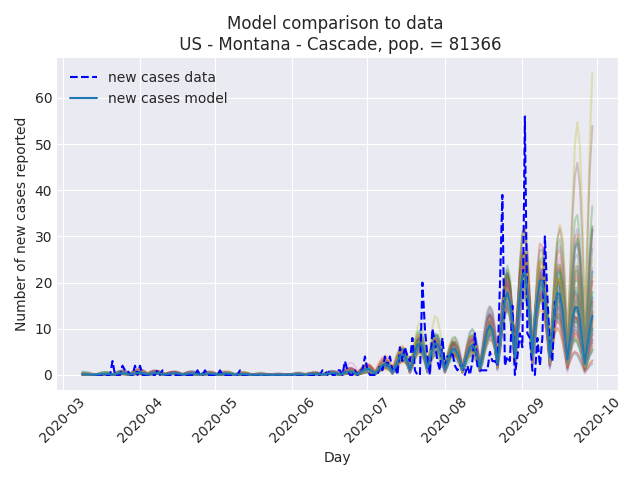 Model comparison to data
US - Montana - Cascade, pop. = 81366
new cases data
new cases model
Number of new cases reported
60
50
40
30
20
10
0
2020-03
2020-04
2020-05
2020-06
2020-07
2020-08
2020-09
2020-10
Day